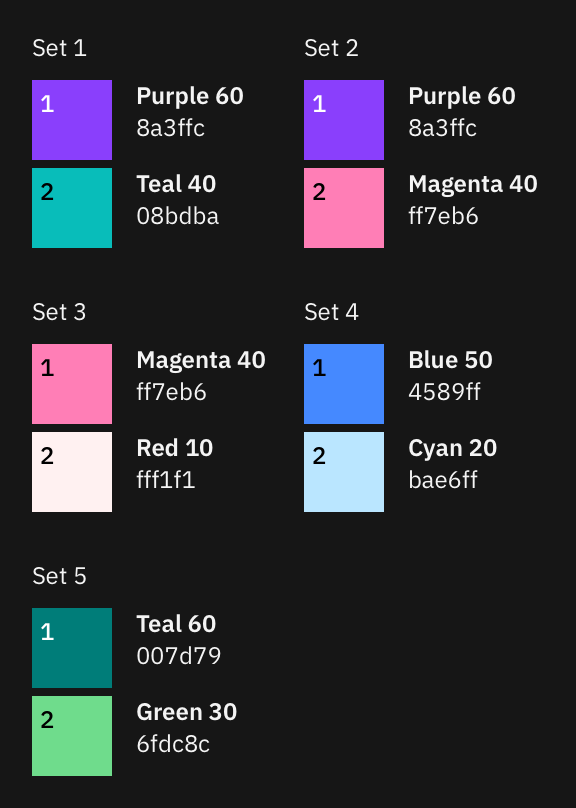 Set 1
1
Purple 60
8a3ffc
2
Teal 40
08bdba
Set 2
1
Purple 60
8a3ffc
2
Magenta 40
ff7eb6
Set 3
1
Magenta 40
ff7eb6
2
Red 10
fff1f1
Set 4
1
Blue 50
4589ff
2
Cyan 20
bae6ff
Set 5
1
Teal 60
007d79
2
Green 30
6fdc8c